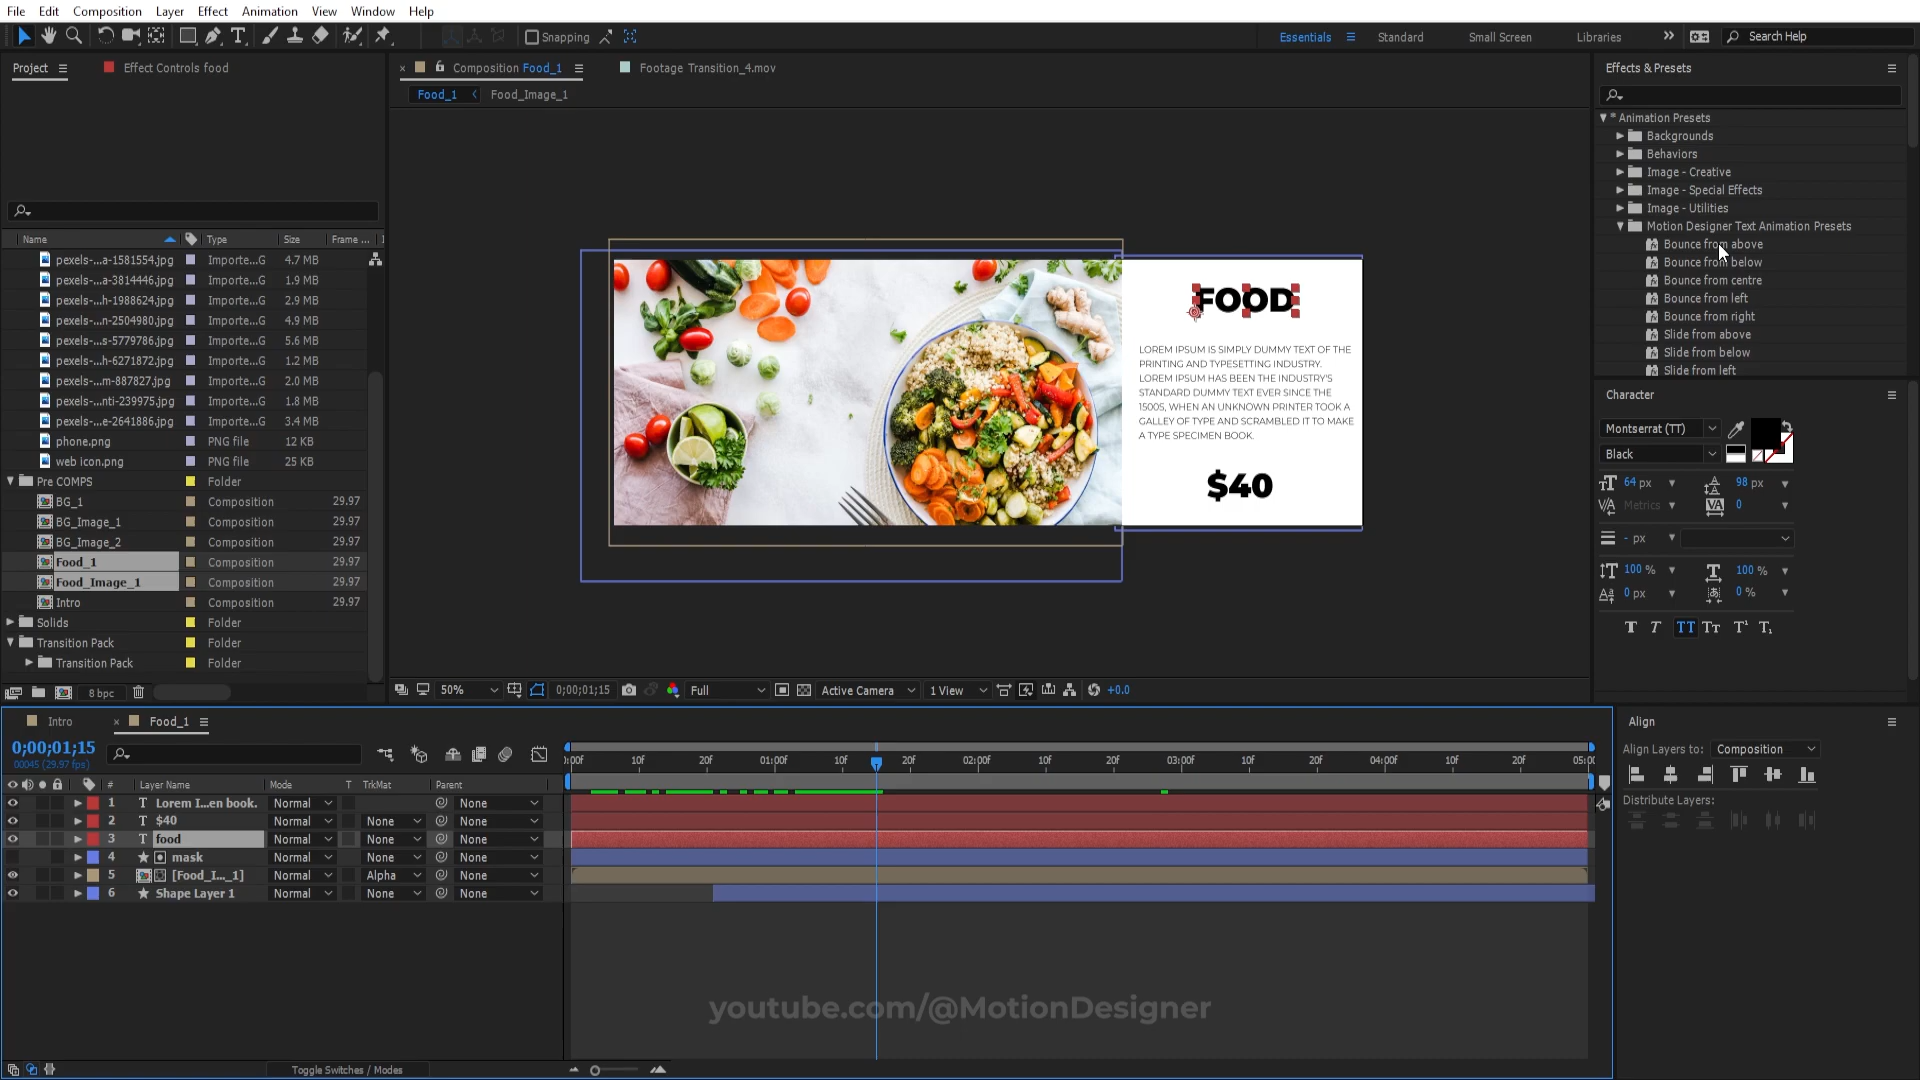 File Edit Composition Layer Effect Animation View Window Help
Snapping
Essentials Standard Small Screen Libraries Search Help
Project Effect Controls food
Composition Food_1 Footage Transition_4.mov
Food_1 Food_Image_1
Effects & Presets
* Animation Presets
Backgrounds
Behaviors
Image - Creative
Image - Special Effects
Image - Utilities
Motion Designer Text Animation Presets
Bounce from above
Bounce from below
Bounce from centre
Bounce from left
Bounce from right
Slide from above
Slide from below
Slide from left
Name Type Size Frame ...
pexels-...a-1581554.jpg Importe...G 4.7 MB
pexels-...a-3814446.jpg Importe...G 1.9 MB
pexels-...h-1988624.jpg Importe...G 2.9 MB
pexels-...n-2504980.jpg Importe...G 4.9 MB
pexels-...s-5779786.jpg Importe...G 5.6 MB
pexels-...h-6271872.jpg Importe...G 1.2 MB
pexels-...m-887827.jpg Importe...G 2.0 MB
pexels-...nti-239975.jpg Importe...G 1.8 MB
pexels-...e-2641886.jpg Importe...G 3.4 MB
phone.png PNG file 12 KB
web icon.png PNG file 25 KB
Pre COMPS Folder
BG_1 Composition 29.97
BG_Image_1 Composition 29.97
BG_Image_2 Composition 29.97
Food_1 Composition 29.97
Food_Image_1 Composition 29.97
Intro Composition 29.97
Solids Folder
Transition Pack Folder
Transition Pack Folder
8 bpc
FOOD
LOREM IPSUM IS SIMPLY DUMMY TEXT OF THE
PRINTING AND TYPESETTING INDUSTRY.
LOREM IPSUM HAS BEEN THE INDUSTRY'S
STANDARD DUMMY TEXT EVER SINCE THE
1500S, WHEN AN UNKNOWN PRINTER TOOK A
GALLEY OF TYPE AND SCRAMBLED IT TO MAKE
A TYPE SPECIMEN BOOK.
$40
50% 0;00;01;15 Full Active Camera 1 View +0.0
Character
Montserrat (TT)
Black
64 px 98 px
Metrics 0
- px
100 % 100 %
0 px 0 %
Intro Food_1
0;00;01;15
00045 (29.97 fps)
:00f 10f 20f 01:00f 10f 20f 02:00f 10f 20f 03:00f 10f 20f 04:00f 10f 20f 05:00
# Layer Name Mode T TrkMat Parent
1 Lorem I...en book. Normal None
2 $40 Normal None None
3 food Normal None None
4 mask Normal None None
5 [Food_I..._1] Normal Alpha None
6 Shape Layer 1 Normal None None
Align
Align Layers to: Composition
Distribute Layers:
youtube.com/@MotionDesigner
Toggle Switches / Modes